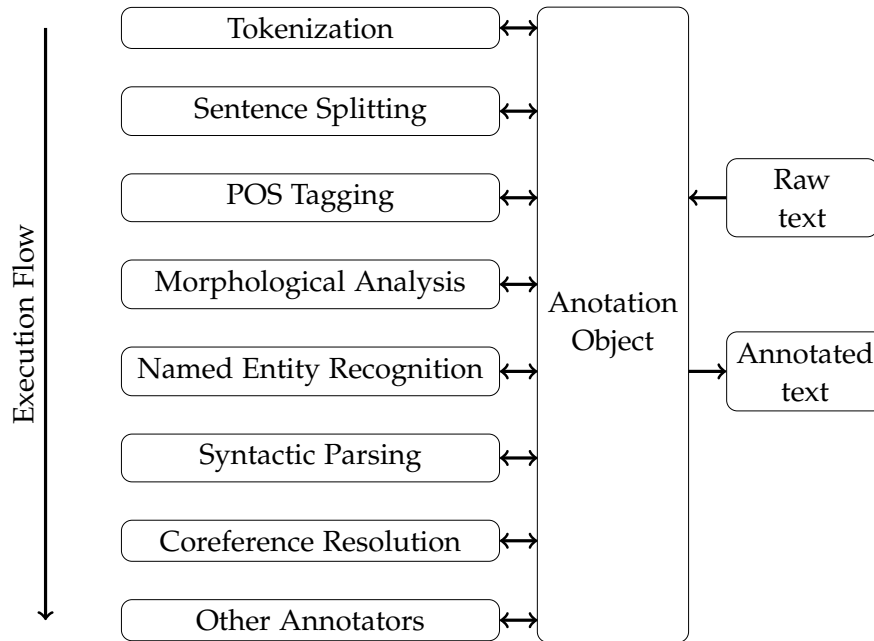 Execution Flow
Tokenization
Sentence Splitting
POS Tagging
Morphological Analysis
Named Entity Recognition
Syntactic Parsing
Coreference Resolution
Other Annotators
Anotation
Object
Raw
text
Annotated
text